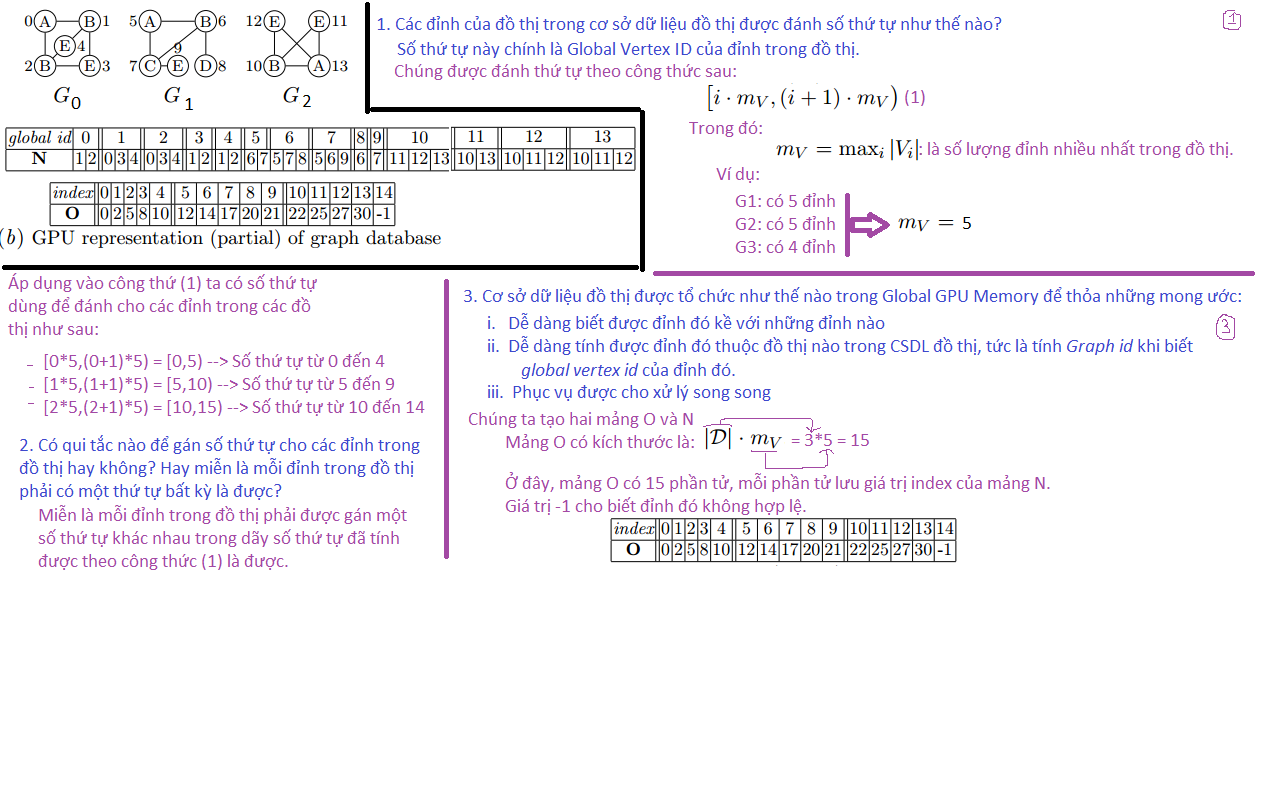 0 A B 1
E 4
2 B E 3
G0
5 A B 6
9
7 C E D 8
G1
12 E E 11
10 B A 13
G2
global id 0 1 2 3 4 5 6 7 8 9 10 11 12 13
N 1 2 0 3 4 0 3 4 1 2 1 2 6 7 5 7 8 5 6 9 6 7 11 12 13 10 13 10 11 12 10 11 12
index 0 1 2 3 4 5 6 7 8 9 10 11 12 13 14
O 0 2 5 8 10 12 14 17 20 21 22 25 27 30 -1
(b) GPU representation (partial) of graph database
1. Các đỉnh của đồ thị trong cơ sở dữ liệu đồ thị được đánh số thứ tự như thế nào?
1
Số thứ tự này chính là Global Vertex ID của đỉnh trong đồ thị.
Chúng được đánh thứ tự theo công thức sau:
[i · mV, (i + 1) · mV) (1)
Trong đó:
mV = maxi |Vi|: là số lượng đỉnh nhiều nhất trong đồ thị.
Ví dụ:
G1: có 5 đỉnh
G2: có 5 đỉnh
G3: có 4 đỉnh
mV = 5
Áp dụng vào công thứ (1) ta có số thứ tự
dùng để đánh cho các đỉnh trong các đồ
thị như sau:
- [0*5,(0+1)*5) = [0,5) --> Số thứ tự từ 0 đến 4
- [1*5,(1+1)*5) = [5,10) --> Số thứ tự từ 5 đến 9
- [2*5,(2+1)*5) = [10,15) --> Số thứ tự từ 10 đến 14
2. Có qui tắc nào để gán số thứ tự cho các đỉnh trong
đồ thị hay không? Hay miễn là mỗi đỉnh trong đồ thị
phải có một thứ tự bất kỳ là được?
Miễn là mỗi đỉnh trong đồ thị phải được gán một
số thứ tự khác nhau trong dãy số thứ tự đã tính
được theo công thức (1) là được.
3. Cơ sở dữ liệu đồ thị được tổ chức như thế nào trong Global GPU Memory để thỏa những mong ước:
3
i. Dễ dàng biết được đỉnh đó kề với những đỉnh nào
ii. Dễ dàng tính được đỉnh đó thuộc đồ thị nào trong CSDL đồ thị, tức là tính Graph id khi biết
global vertex id của đỉnh đó.
iii. Phục vụ được cho xử lý song song
Chúng ta tạo hai mảng O và N
Mảng O có kích thước là: |D| · mV = 3*5 = 15
Ở đây, mảng O có 15 phần tử, mỗi phần tử lưu giá trị index của mảng N.
Giá trị -1 cho biết đỉnh đó không hợp lệ.
index 0 1 2 3 4 5 6 7 8 9 10 11 12 13 14
O 0 2 5 8 10 12 14 17 20 21 22 25 27 30 -1